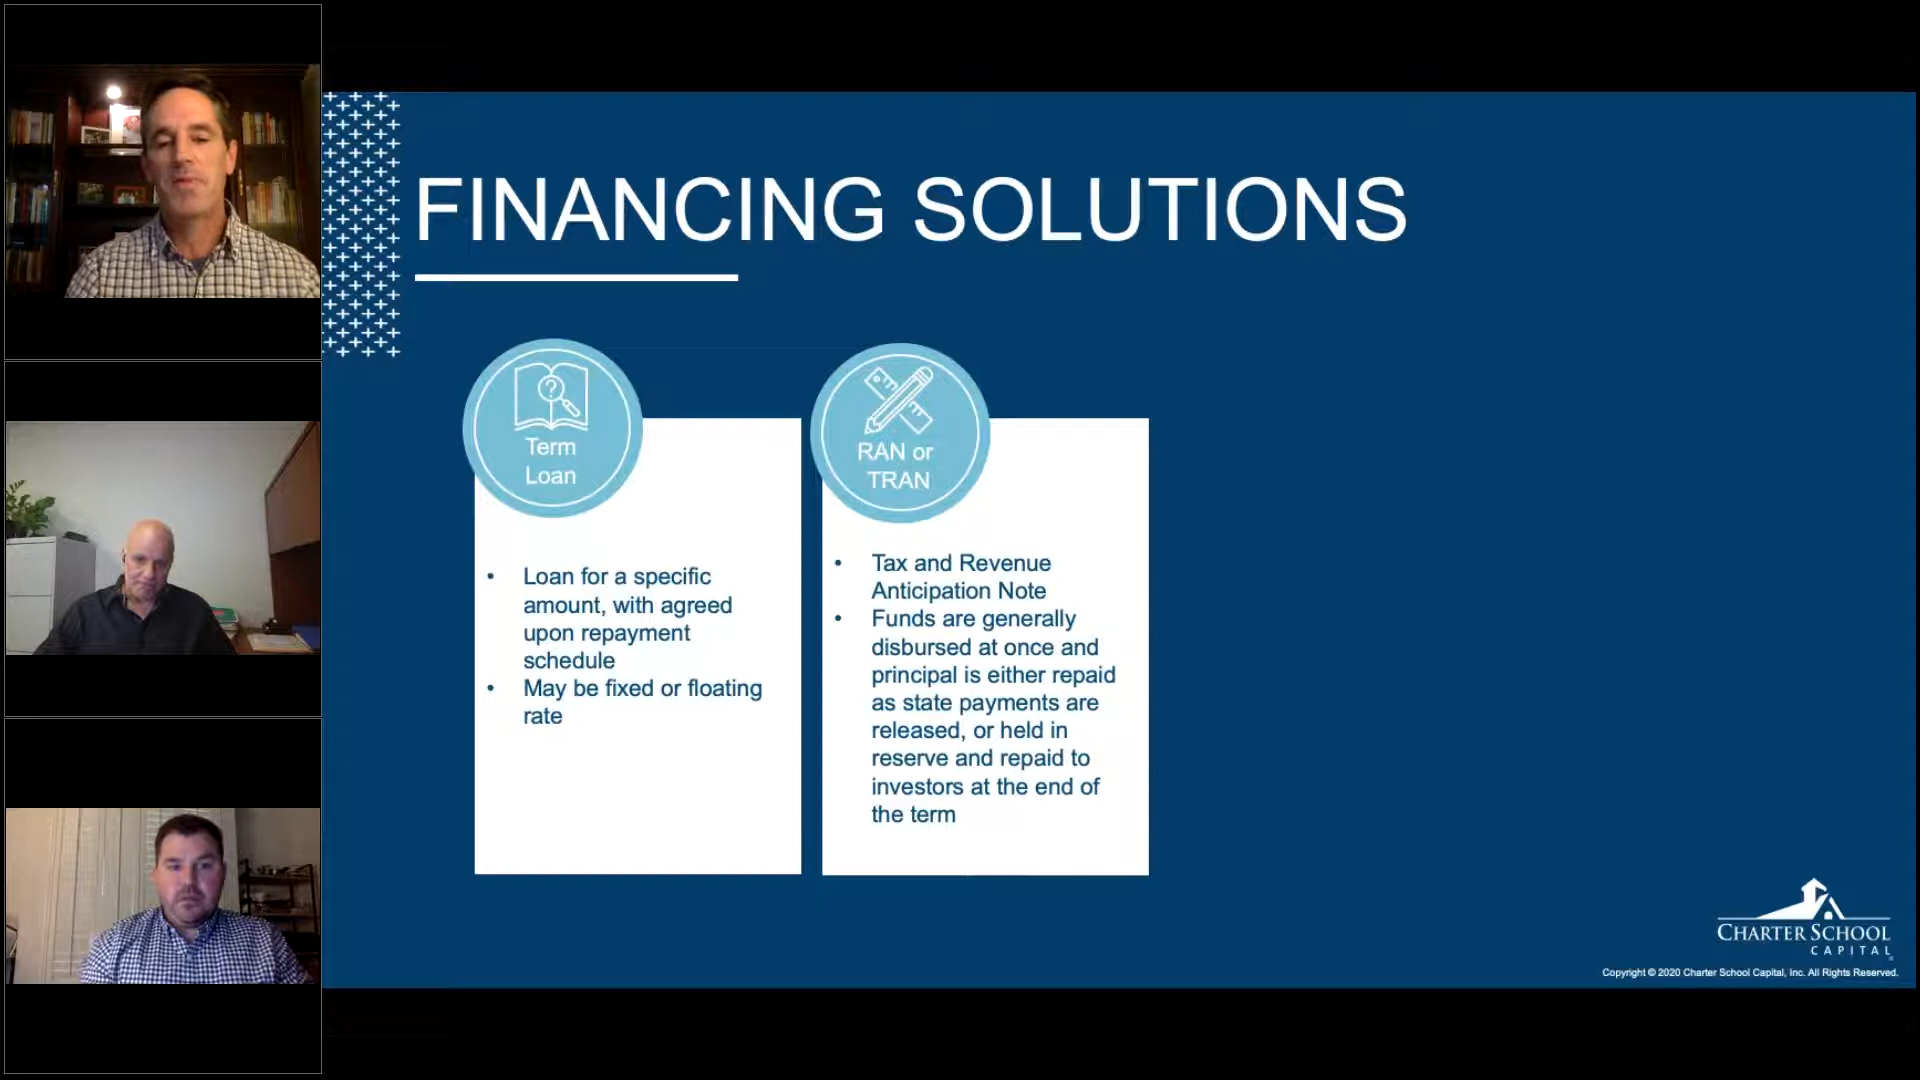 FINANCING SOLUTIONS
Term
Loan
• Loan for a specific
amount, with agreed
upon repayment
schedule
• May be fixed or floating
rate
RAN or
TRAN
• Tax and Revenue
Anticipation Note
• Funds are generally
disbursed at once and
principal is either repaid
as state payments are
released, or held in
reserve and repaid to
investors at the end of
the term
CHARTER SCHOOL
CAPITAL
Copyright © 2020 Charter School Capital, Inc. All Rights Reserved.